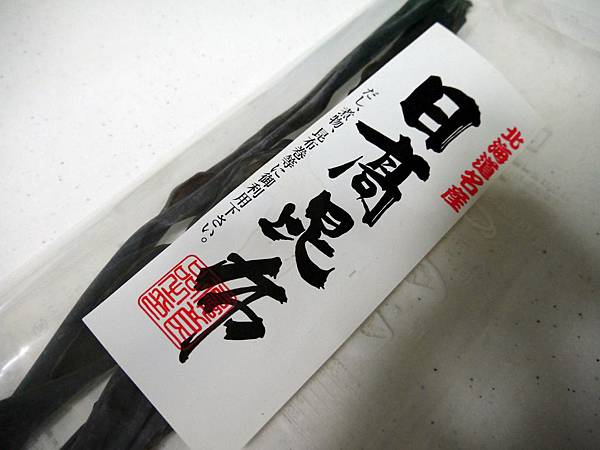 北海道名産
日高昆布
だし、煮物、昆布巻等に御利用下さい。